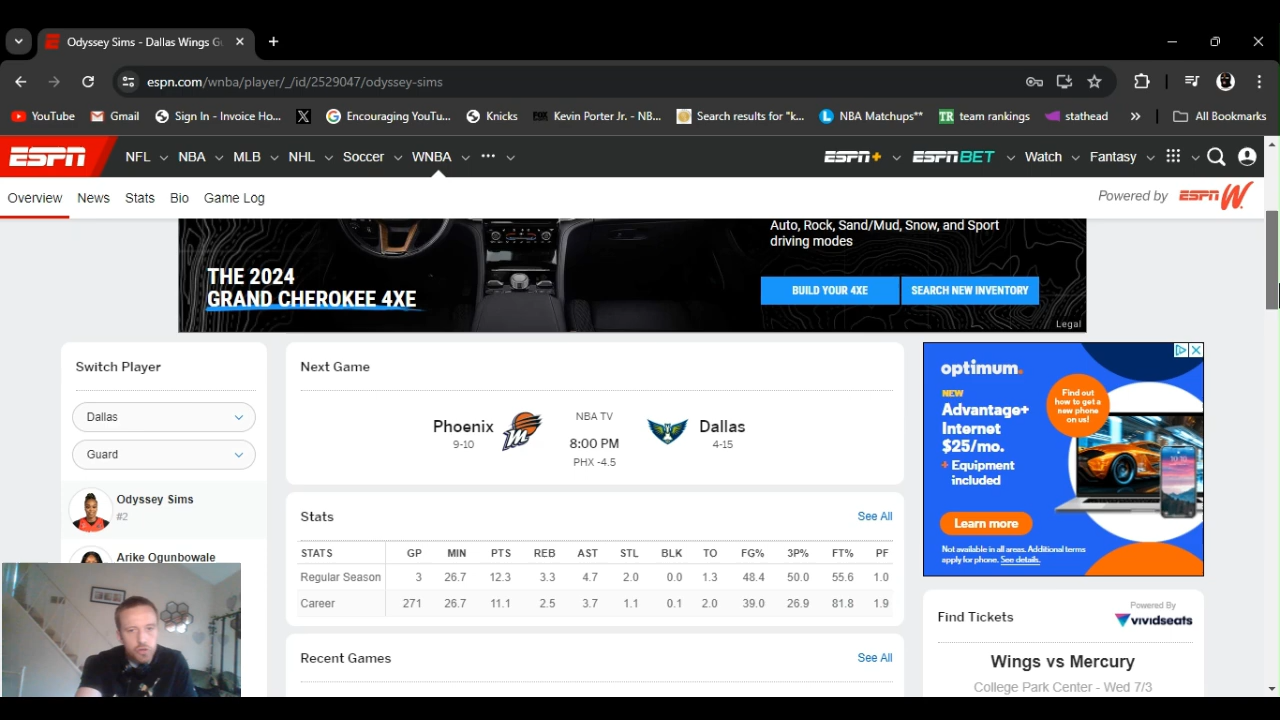 Odyssey Sims - Dallas Wings G
espn.com/wnba/player/_/id/2529047/odyssey-sims
YouTube Gmail Sign In - Invoice Ho... Encouraging YouTu... Knicks Kevin Porter Jr. - NB... Search results for "k... NBA Matchups** team rankings stathead » All Bookmarks
ESPN NFL NBA MLB NHL Soccer WNBA ESPN+ ESPN BET Watch Fantasy
Overview News Stats Bio Game Log Powered by ESPN W
Auto, Rock, Sand/Mud, Snow, and Sport
driving modes
THE 2024
GRAND CHEROKEE 4XE
BUILD YOUR 4XE SEARCH NEW INVENTORY
Legal
Switch Player
Dallas
Guard
Odyssey Sims
#2
Arike Ogunbowale
Next Game
Phoenix
9-10
NBA TV
8:00 PM
PHX -4.5
Dallas
4-15
Stats See All
STATS GP MIN PTS REB AST STL BLK TO FG% 3P% FT% PF
Regular Season 3 26.7 12.3 3.3 4.7 2.0 0.0 1.3 48.4 50.0 55.6 1.0
Career 271 26.7 11.1 2.5 3.7 1.1 0.1 2.0 39.0 26.9 81.8 1.9
Recent Games See All
optimum.
NEW
Advantage+
Internet
$25/mo.
+ Equipment
included
Find out
how to get a
new phone
on us!
Learn more
Not available in all areas. Additional terms
apply for phone. See details.
Find Tickets
Powered By
vividseats
Wings vs Mercury
College Park Center - Wed 7/3